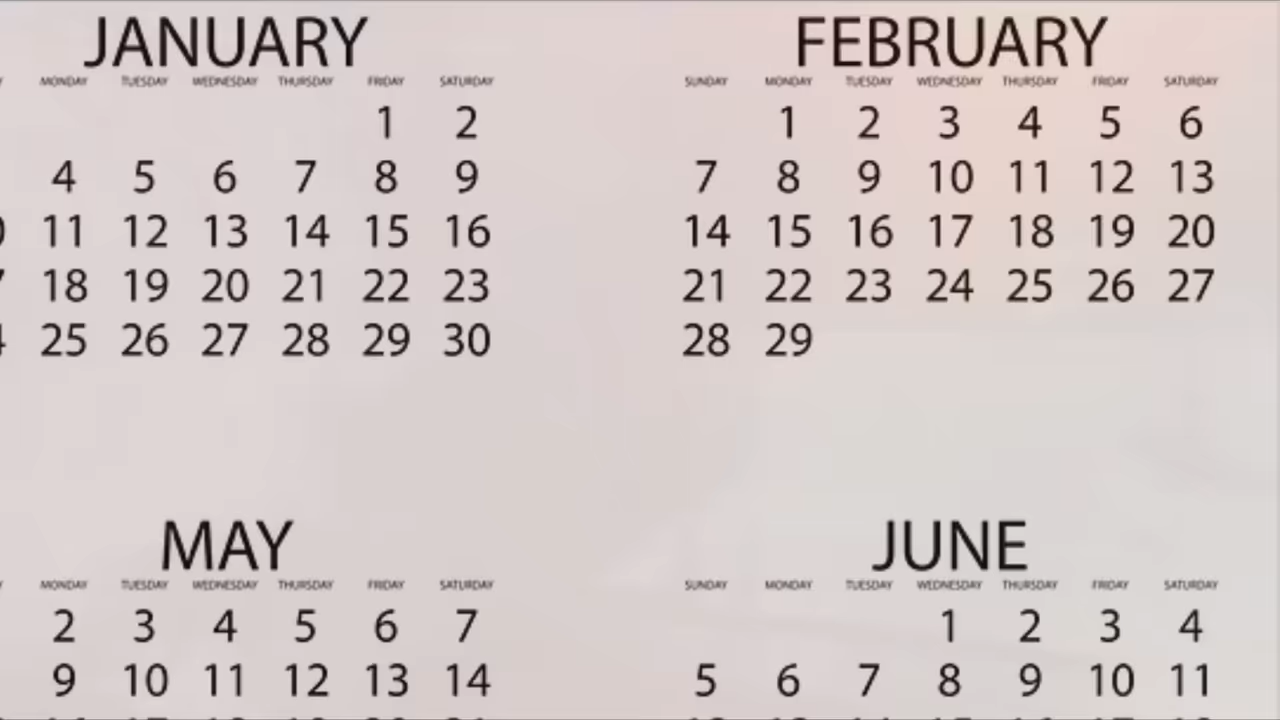 JANUARY FEBRUARY
MONDAY TUESDAY WEDNESDAY THURSDAY FRIDAY SATURDAY SUNDAY MONDAY TUESDAY WEDNESDAY THURSDAY FRIDAY SATURDAY
1 2 1 2 3 4 5 6
4 5 6 7 8 9 7 8 9 10 11 12 13
11 12 13 14 15 16 14 15 16 17 18 19 20
18 19 20 21 22 23 21 22 23 24 25 26 27
25 26 27 28 29 30 28 29
MAY JUNE
MONDAY TUESDAY WEDNESDAY THURSDAY FRIDAY SATURDAY SUNDAY MONDAY TUESDAY WEDNESDAY THURSDAY FRIDAY SATURDAY
2 3 4 5 6 7 1 2 3 4
9 10 11 12 13 14 5 6 7 8 9 10 11